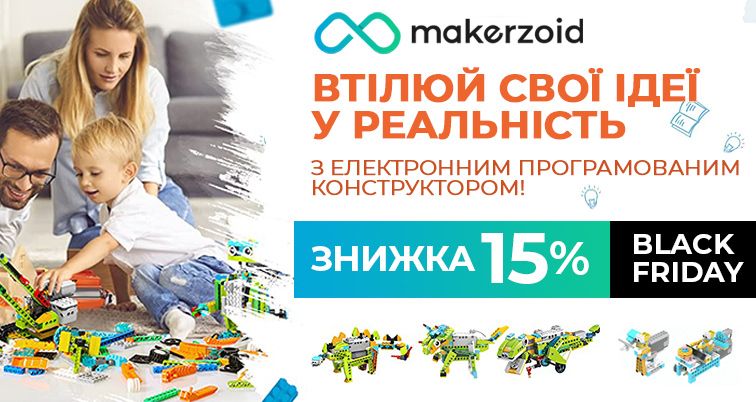 makerzoid
ВТІЛЮЙ СВОЇ ІДЕЇ
У РЕАЛЬНІСТЬ
З ЕЛЕКТРОННИМ ПРОГРАМОВАНИМ
КОНСТРУКТОРОМ!
ЗНИЖКА 15%
BLACK
FRIDAY